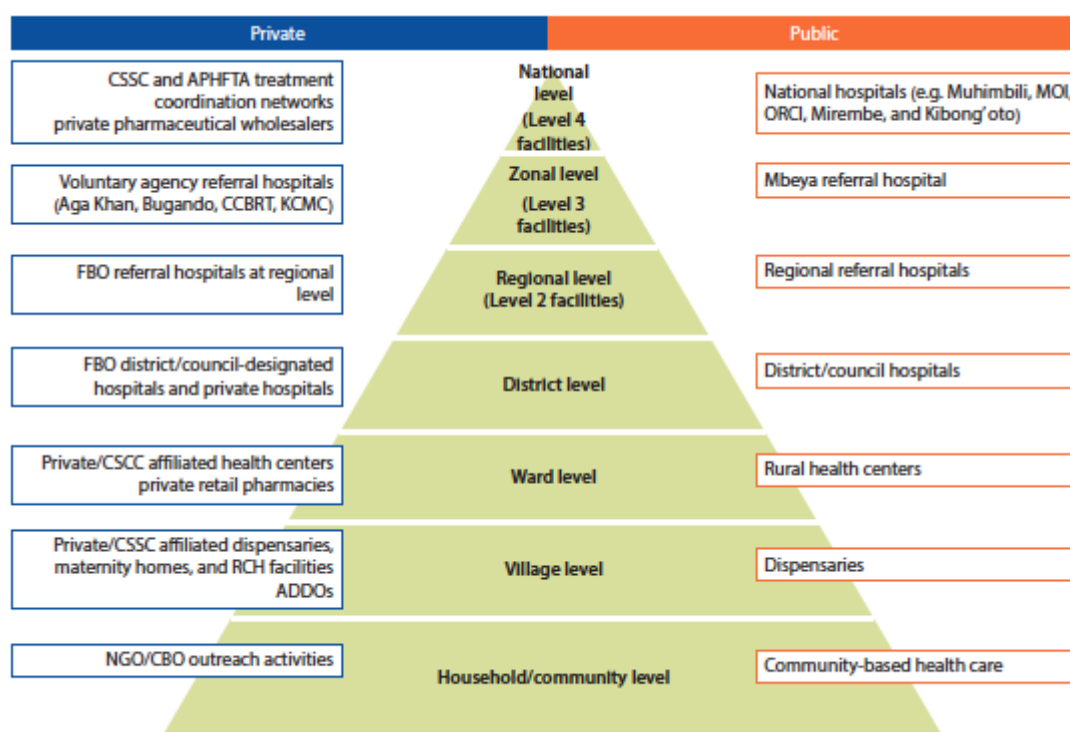 Private
Public
CSSC and APHFTA treatment
coordination networks
private pharmaceutical wholesalers
National
level
(Level 4
facilities)
National hospitals (e.g. Muhimbili, MOI,
ORCI, Mirembe, and Kibong’oto)
Voluntary agency referral hospitals
(Aga Khan, Bugando, CCBRT, KCMC)
Zonal level
(Level 3
facilities)
Mbeya referral hospital
FBO referral hospitals at regional
level
Regional level
(Level 2 facilities)
Regional referral hospitals
FBO district/council-designated
hospitals and private hospitals
District level
District/council hospitals
Private/CSCC affiliated health centers
private retail pharmacies
Ward level
Rural health centers
Private/CSSC affiliated dispensaries,
maternity homes, and RCH facilities
ADDOs
Village level
Dispensaries
NGO/CBO outreach activities
Household/community level
Community-based health care